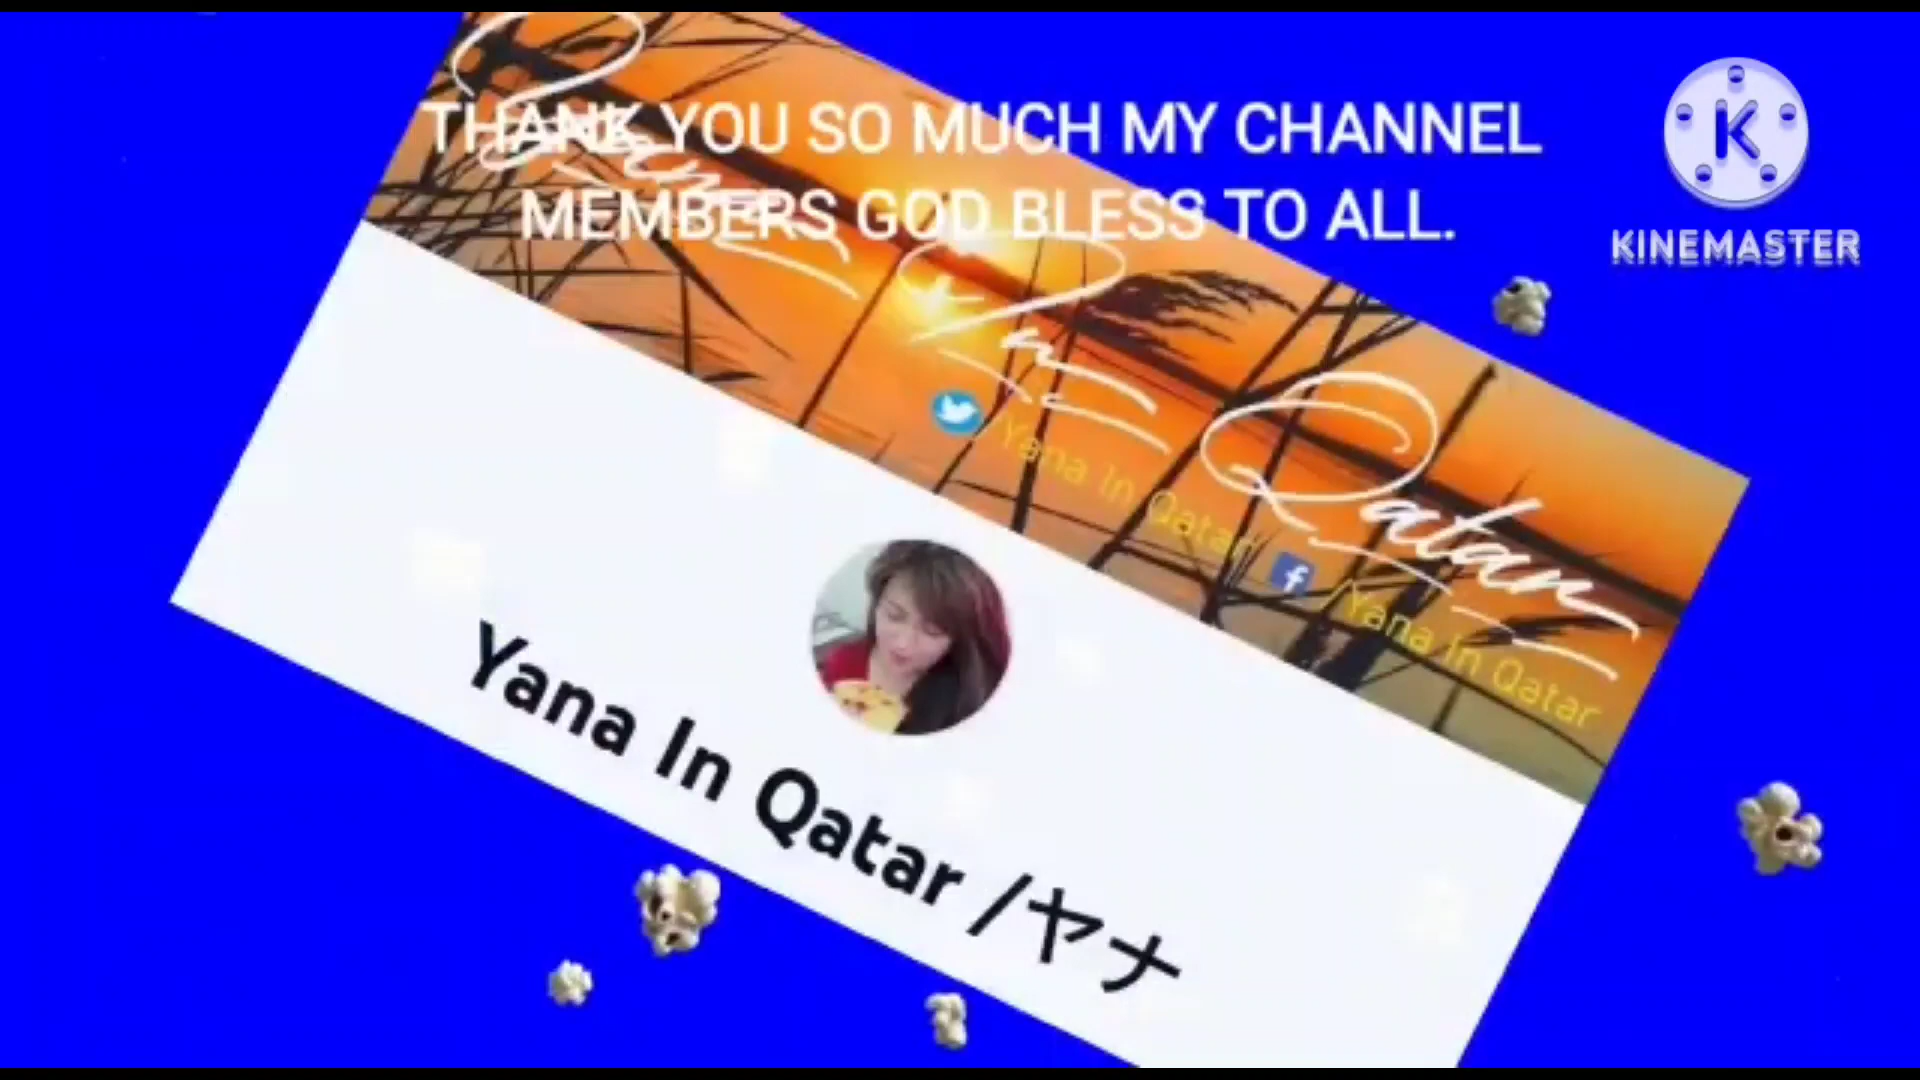 THANK YOU SO MUCH MY CHANNEL
MEMBERS GOD BLESS TO ALL.
K
KINEMASTER
Yana In Qatar
/Yana In Qatar
f /Yana In Qatar
Yana In Qatar /ヤナ